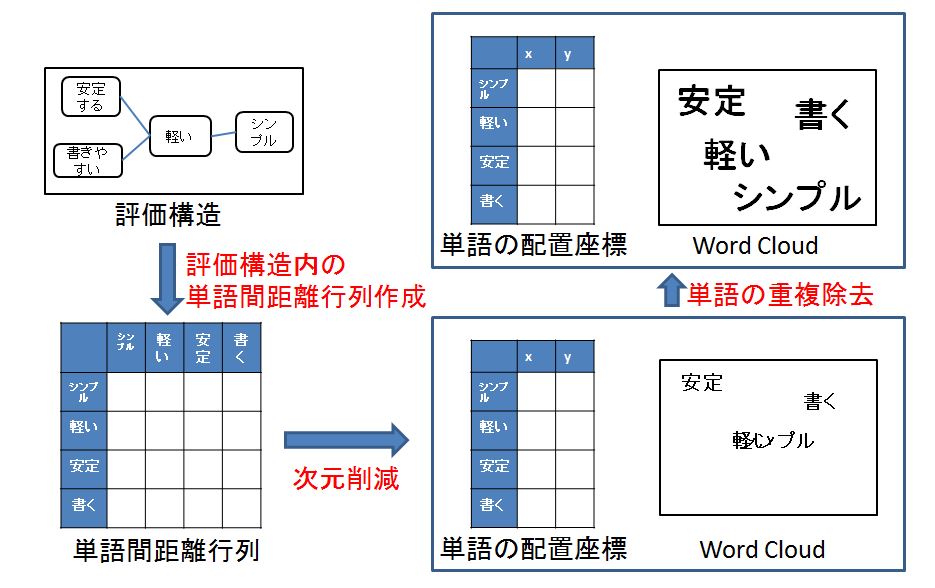 安定
する
書きや
すい
軽い
シン
プル
評価構造
評価構造内の
単語間距離行列作成
シン
プル
軽
い
安
定
書
く
シンプ
ル
軽い
安定
書く
単語間距離行列
次元削減
x y
シンプ
ル
軽い
安定
書く
単語の配置座標
安定
書く
プル
Word Cloud
単語の重複除去
x y
シンプ
ル
軽い
安定
書く
単語の配置座標
安定
書く
軽い
シンプル
Word Cloud